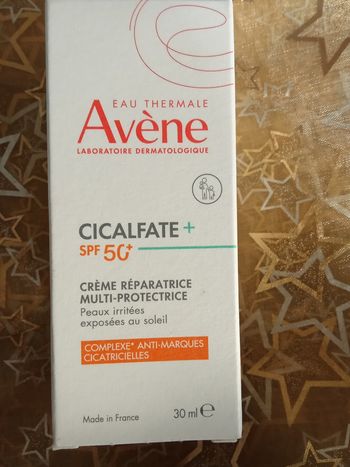 EAU THERMALE
Avène
LABORATOIRE DERMATOLOGIQUE
CICALFATE+
SPF 50+
CRÈME RÉPARATRICE
MULTI-PROTECTRICE
Peaux irritées
exposées au soleil
COMPLEXE* ANTI-MARQUES
CICATRICIELLES
Made in France
30 ml ℮